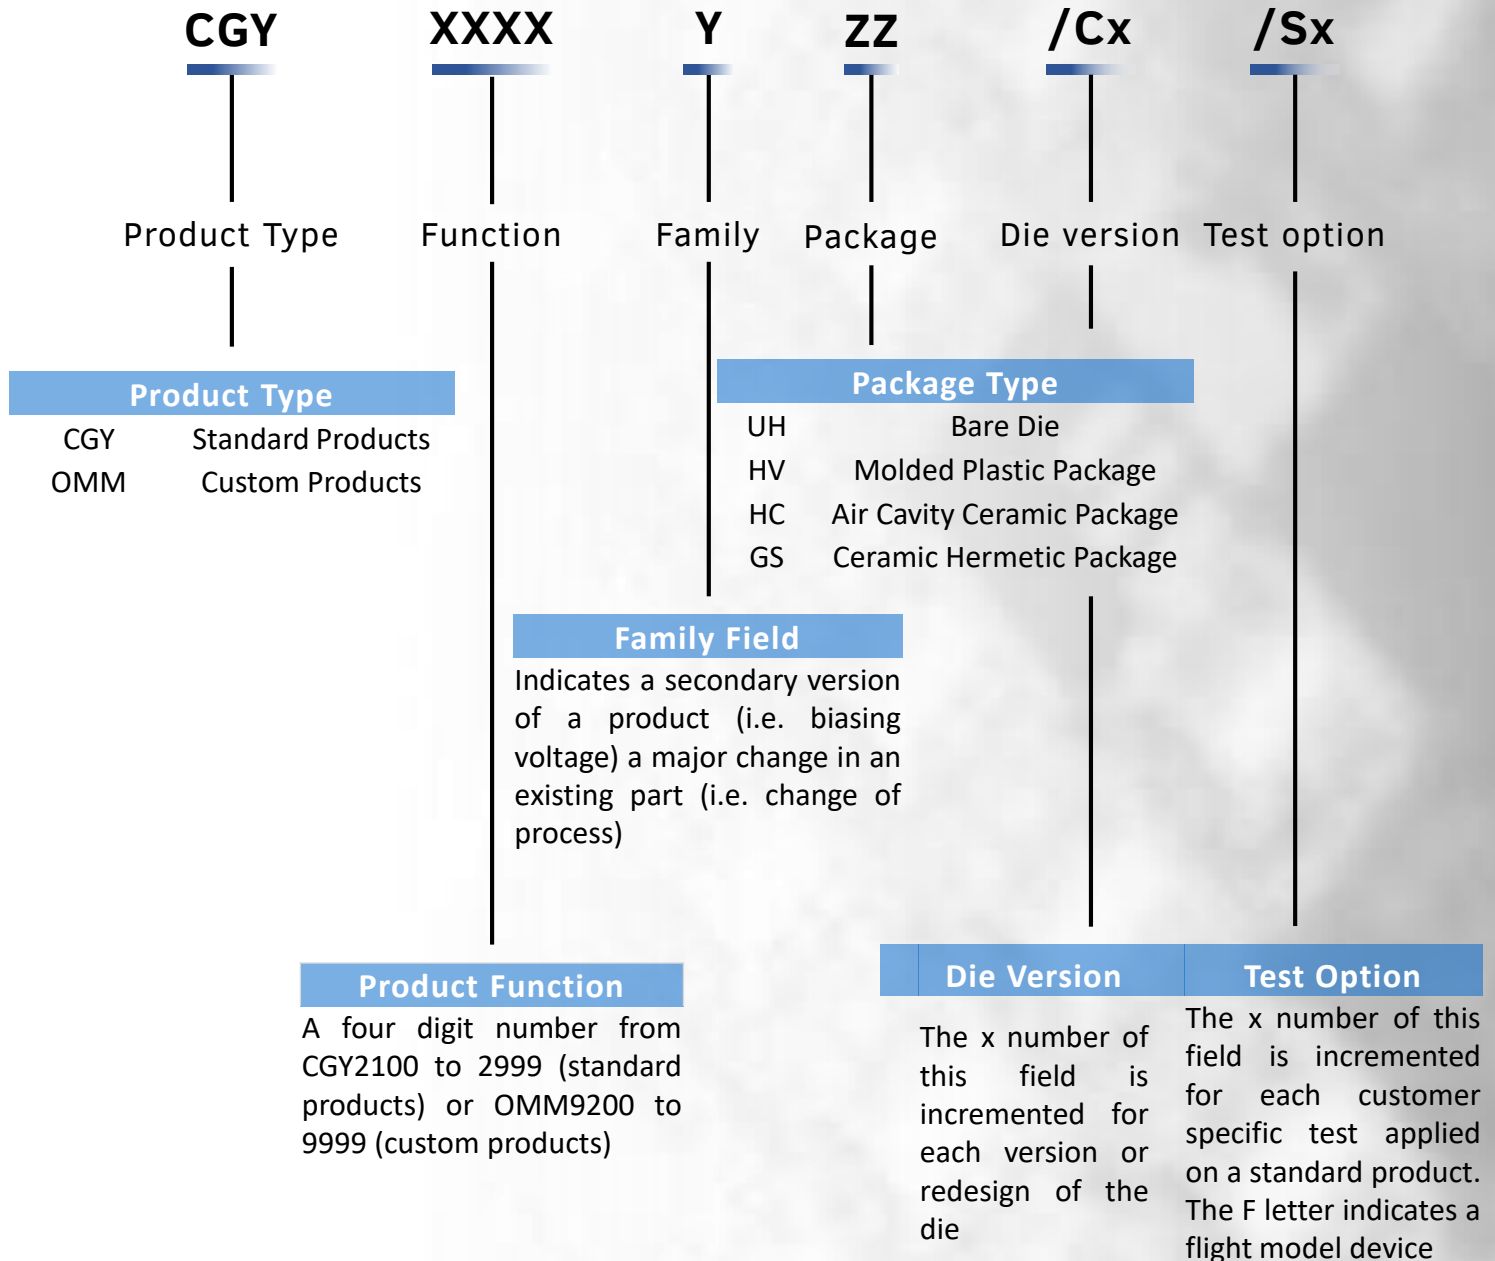 CGY XXXX Y ZZ /Cx /Sx
Product Type Function Family Package Die version Test option
Product Type
CGY Standard Products
OMM Custom Products
Package Type
UH Bare Die
HV Molded Plastic Package
HC Air Cavity Ceramic Package
GS Ceramic Hermetic Package
Family Field
Indicates a secondary version
of a product (i.e. biasing
voltage) a major change in an
existing part (i.e. change of
process)
Product Function
A four digit number from
CGY2100 to 2999 (standard
products) or OMM9200 to
9999 (custom products)
Die Version
The x number of
this field is
incremented for
each version or
redesign of the
die
Test Option
The x number of this
field is incremented
for each customer
specific test applied
on a standard product.
The F letter indicates a
flight model device